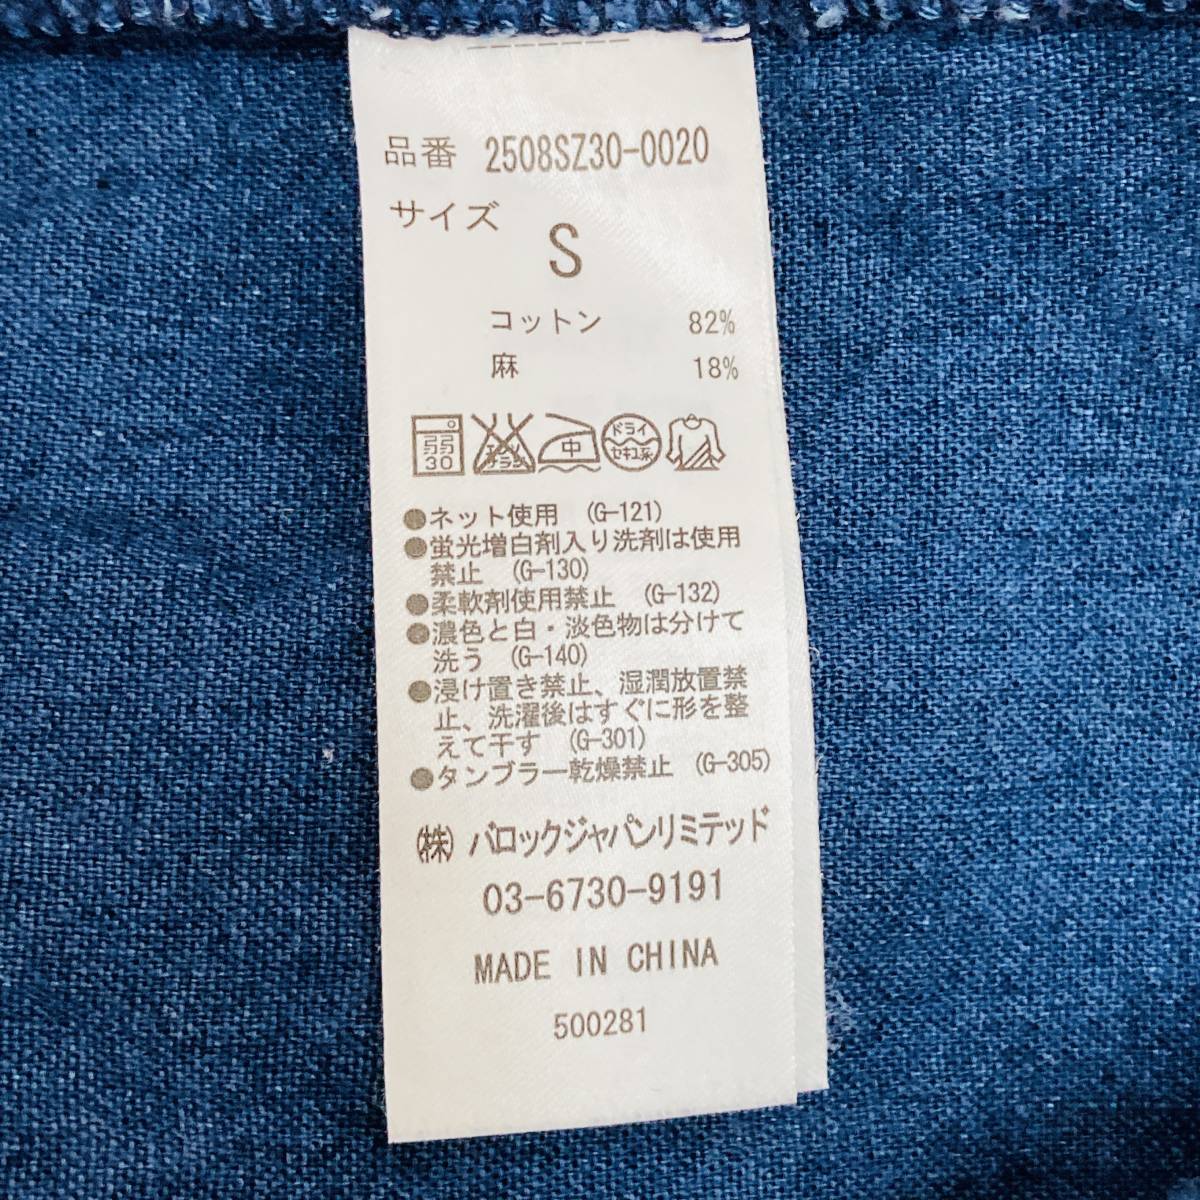 品番 2508SZ30-0020
サイズ
S
コットン 82%
麻 18%
弱 30
エンソ サラシ
中
ドライ
セキユ系
●ネット使用 (G-121)
●蛍光増白剤入り洗剤は使用
禁止 (G-130)
●柔軟剤使用禁止 (G-132)
●濃色と白・淡色物は分けて
洗う (G-140)
●浸け置き禁止、湿潤放置禁
止、洗濯後はすぐに形を整
えて干す (G-301)
●タンブラー乾燥禁止 (G-305)
(株) バロックジャパンリミテッド
03-6730-9191
MADE IN CHINA
500281